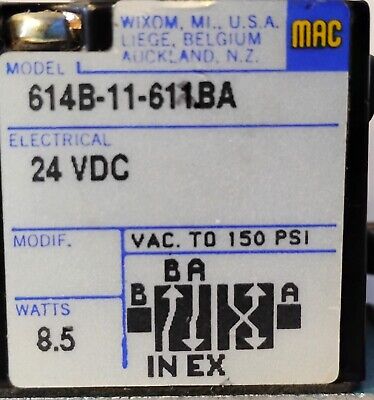 WIXOM, MI., U.S.A.
LIEGE, BELGIUM
AUCKLAND, N.Z.
MAC
MODEL
614B-11-611BA
ELECTRICAL
24 VDC
MODIF.
VAC. TO 150 PSI
B A
B A
WATTS
8.5
IN EX